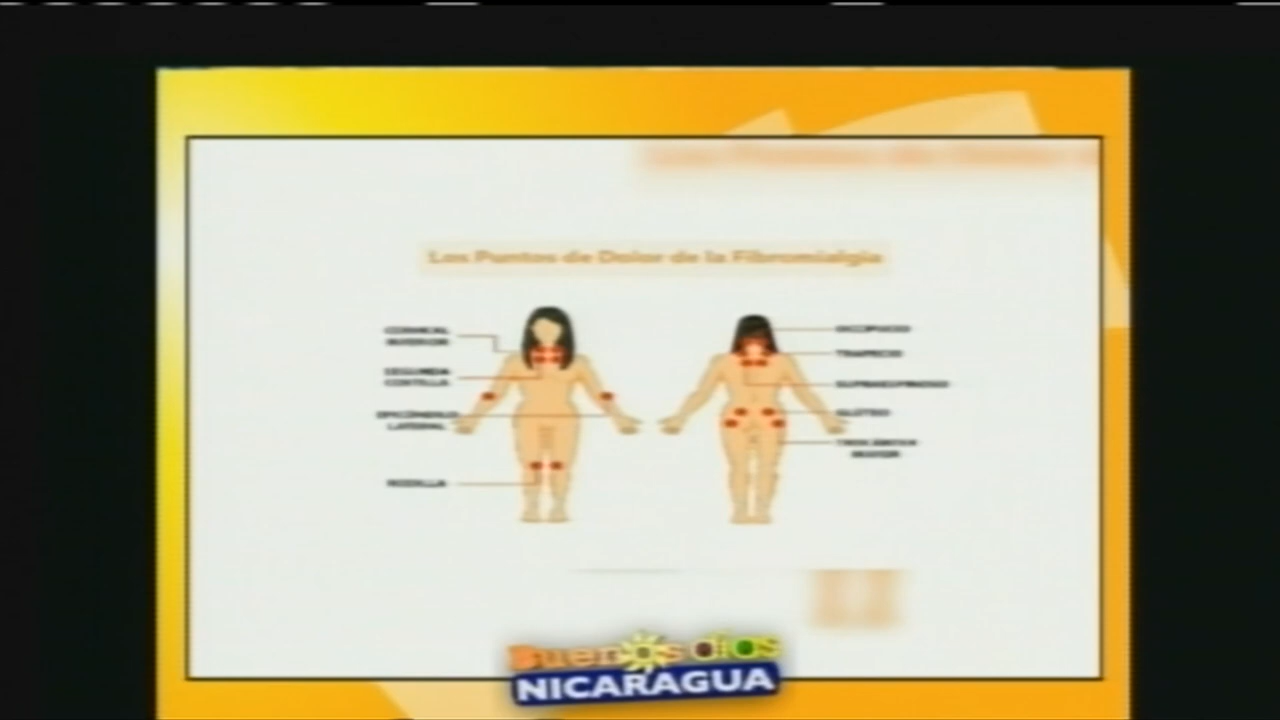 Los Puntos de Dolor de la Fibromialgia
CERVICAL
INFERIOR
SEGUNDA
COSTILLA
EPICÓNDILO
LATERAL
RODILLA
OCCIPUCIO
TRAPECIO
SUPRAESPINOSO
GLÚTEO
TROCÁNTER
MAYOR
Buenos días
NICARAGUA